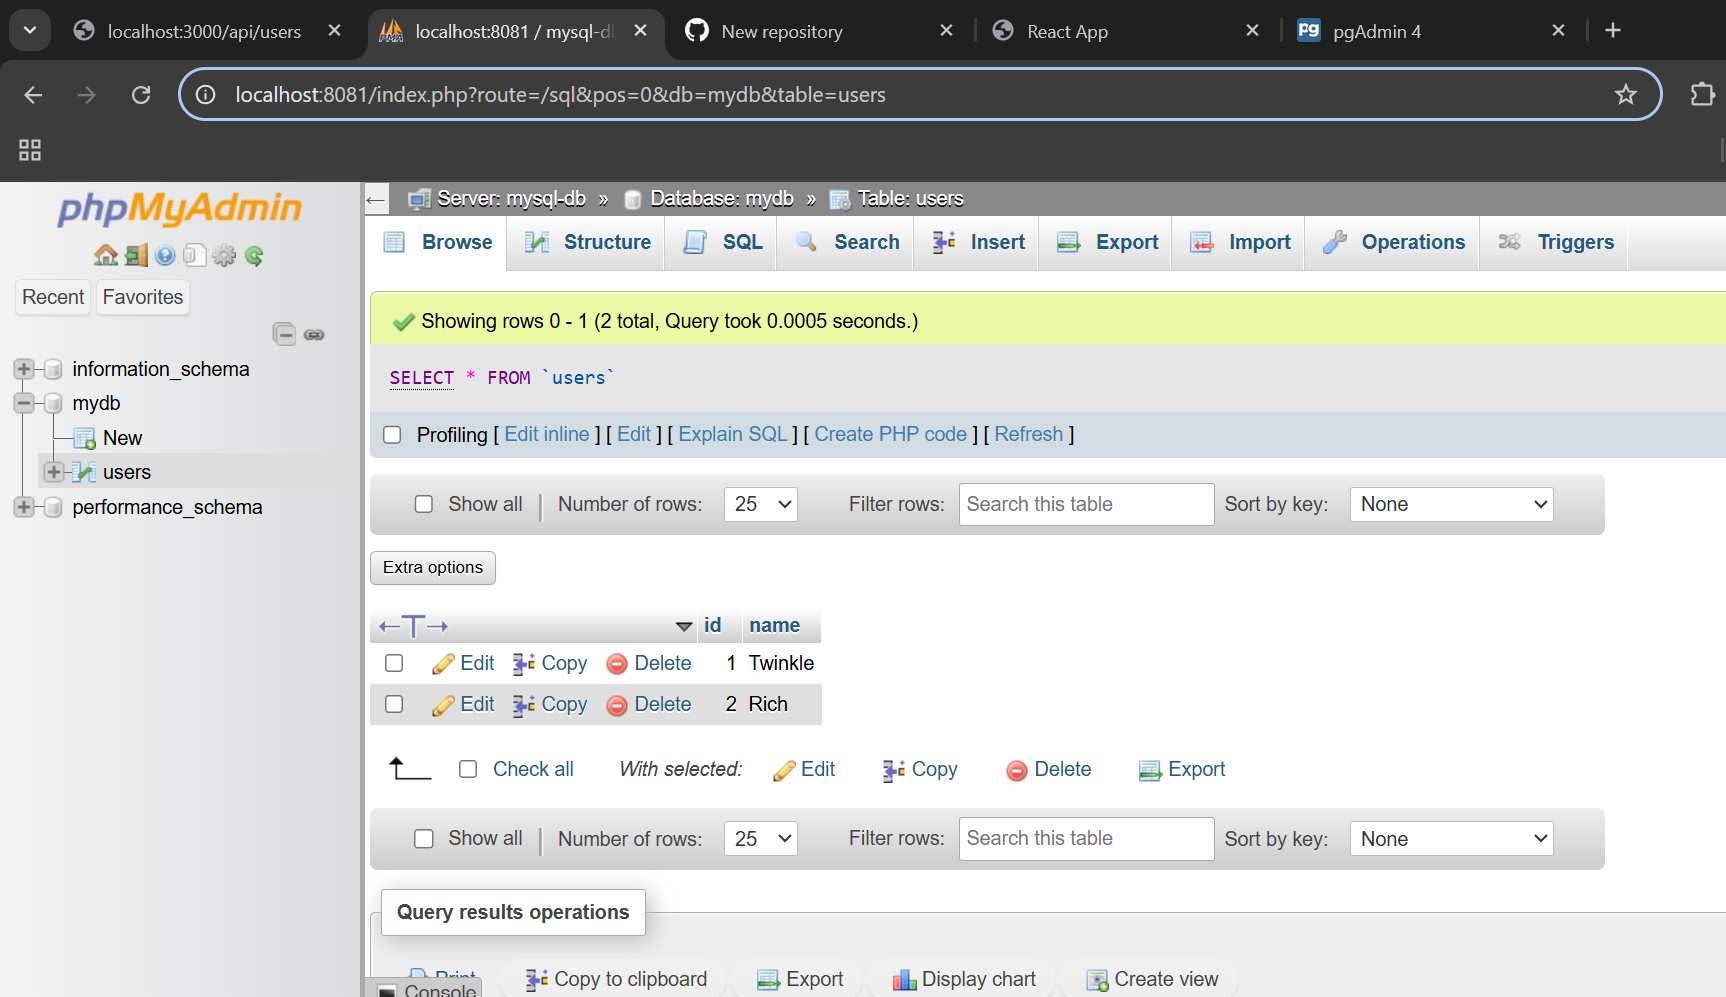 localhost:3000/api/users
localhost:8081 / mysql-d
New repository
React App
pgAdmin 4
localhost:8081/index.php?route=/sql&pos=0&db=mydb&table=users
phpMyAdmin
Recent Favorites
information_schema
mydb
New
users
performance_schema
Server: mysql-db » Database: mydb » Table: users
Browse Structure SQL Search Insert Export Import Operations Triggers
Showing rows 0 - 1 (2 total, Query took 0.0005 seconds.)
SELECT * FROM `users`
Profiling [ Edit inline ] [ Edit ] [ Explain SQL ] [ Create PHP code ] [ Refresh ]
Show all | Number of rows: 25 Filter rows: Search this table Sort by key: None
Extra options
←T→ id name
Edit Copy Delete 1 Twinkle
Edit Copy Delete 2 Rich
Check all With selected: Edit Copy Delete Export
Show all | Number of rows: 25 Filter rows: Search this table Sort by key: None
Query results operations
Print Copy to clipboard Export Display chart Create view
Console